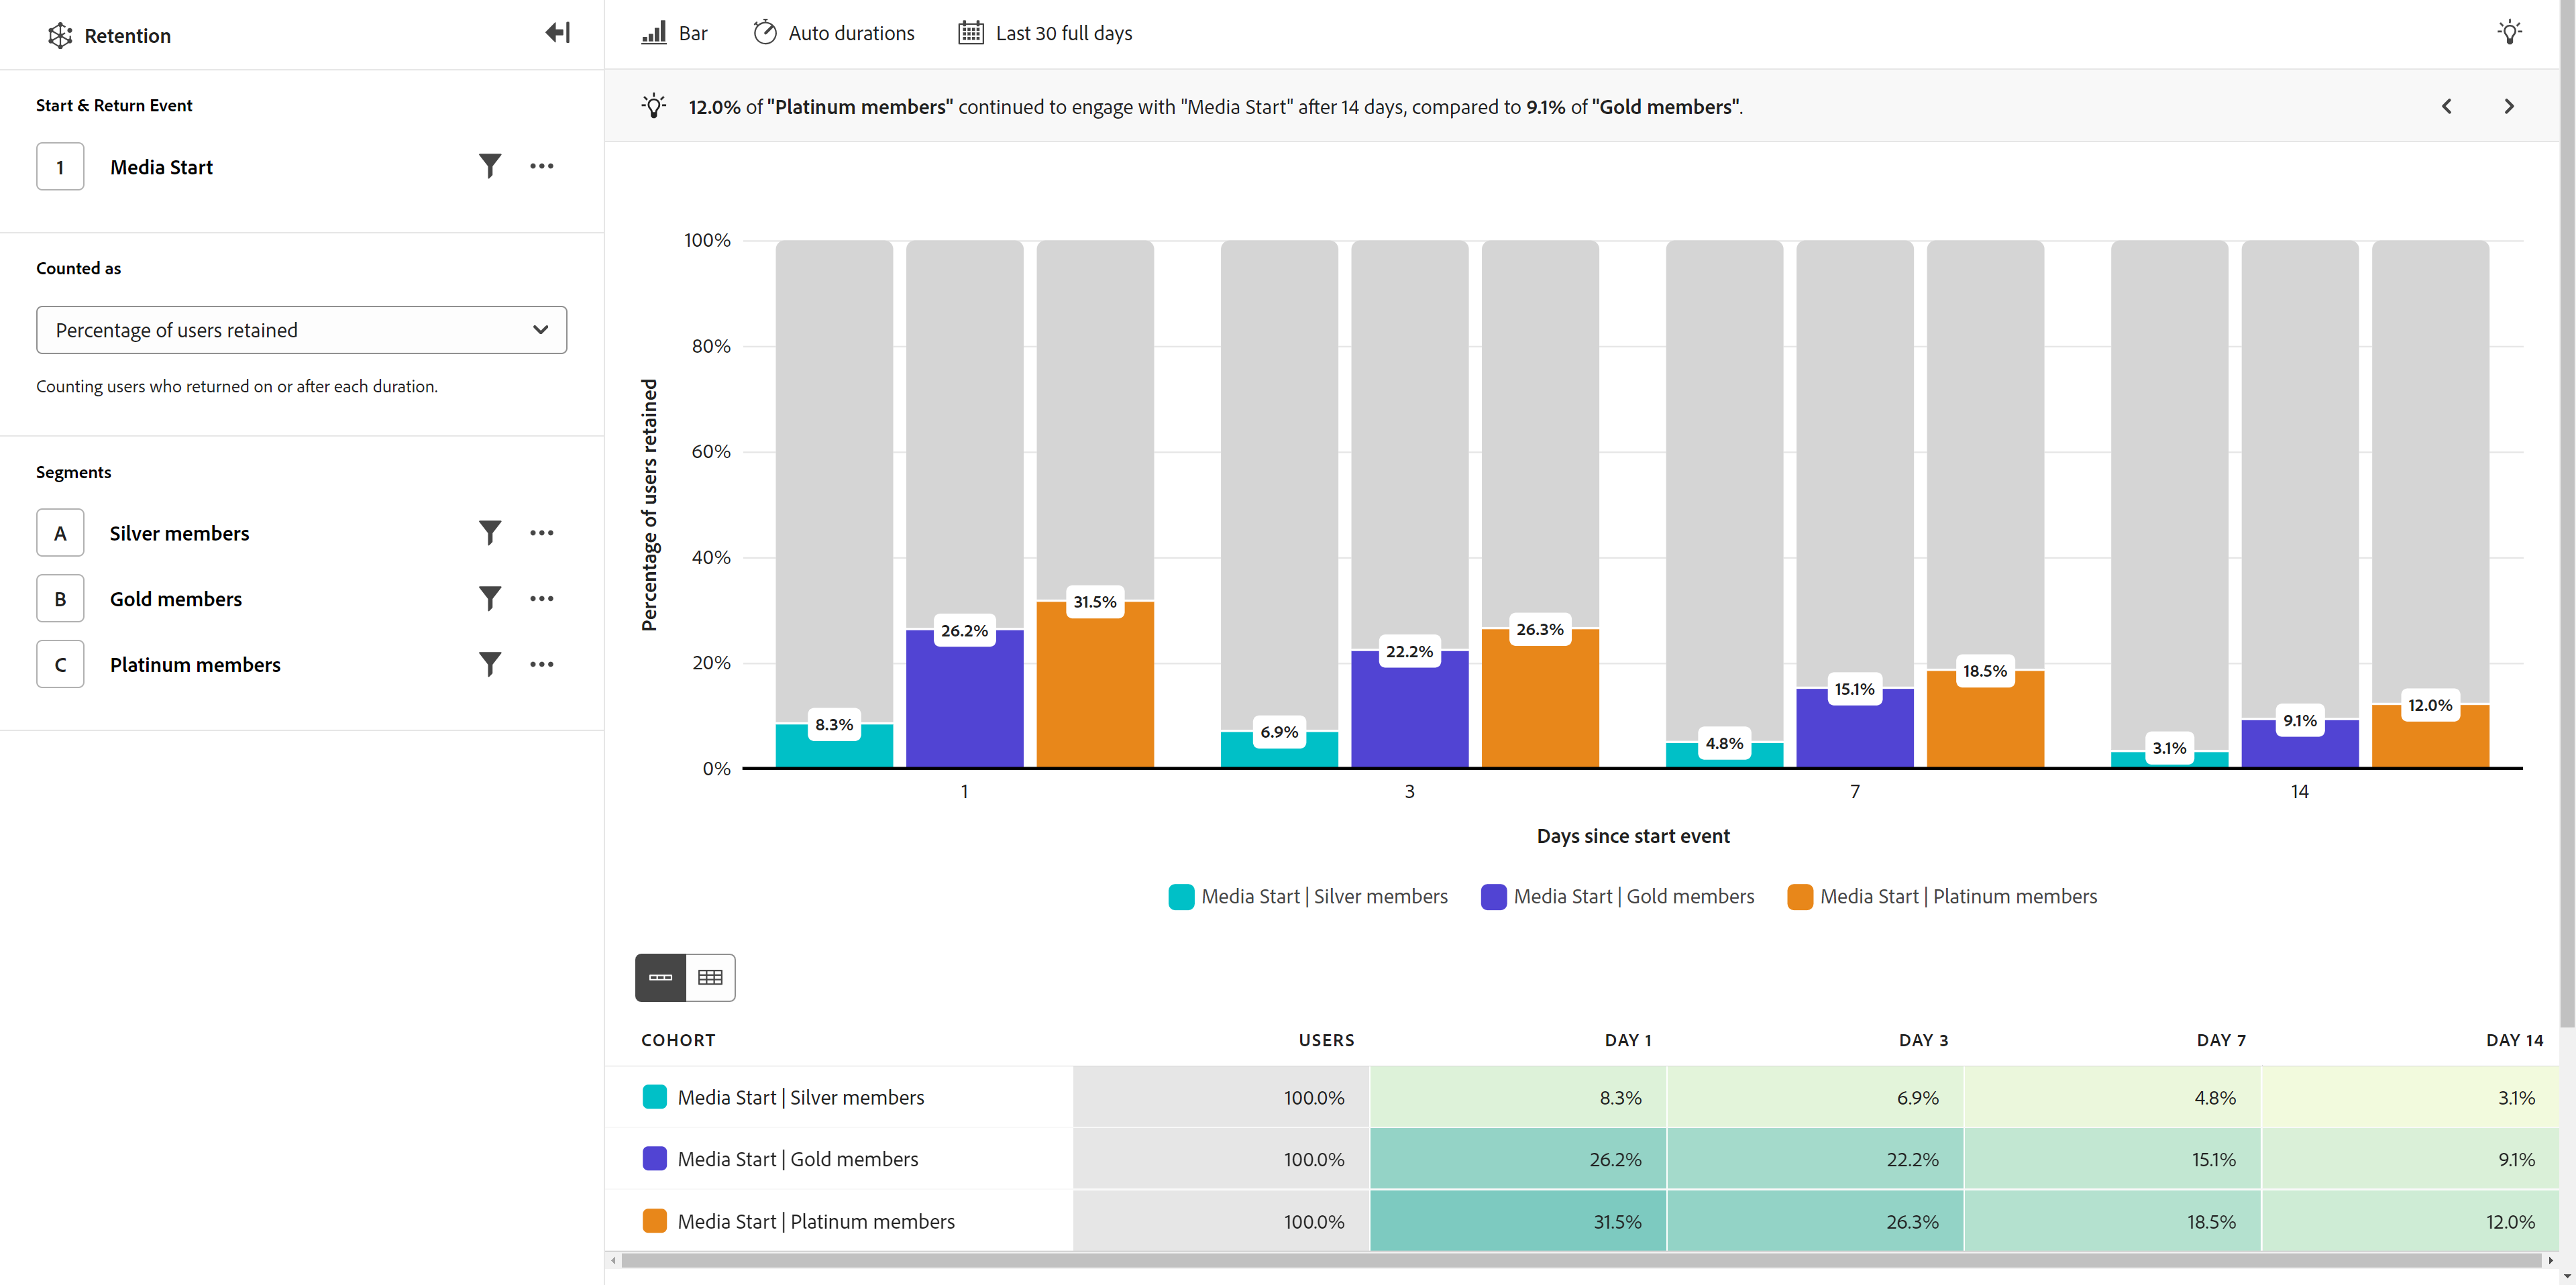 Retention
Start & Return Event
1 Media Start
Counted as
Percentage of users retained
Counting users who returned on or after each duration.
Segments
A Silver members
B Gold members
C Platinum members
Bar Auto durations Last 30 full days
12.0% of "Platinum members" continued to engage with "Media Start" after 14 days, compared to 9.1% of "Gold members".
Percentage of users retained
100%
80%
60%
40%
20%
0%
8.3% 26.2% 31.5% 6.9% 22.2% 26.3% 4.8% 15.1% 18.5% 3.1% 9.1% 12.0%
1 3 7 14
Days since start event
Media Start | Silver members Media Start | Gold members Media Start | Platinum members
COHORT USERS DAY 1 DAY 3 DAY 7 DAY 14
Media Start | Silver members 100.0% 8.3% 6.9% 4.8% 3.1%
Media Start | Gold members 100.0% 26.2% 22.2% 15.1% 9.1%
Media Start | Platinum members 100.0% 31.5% 26.3% 18.5% 12.0%